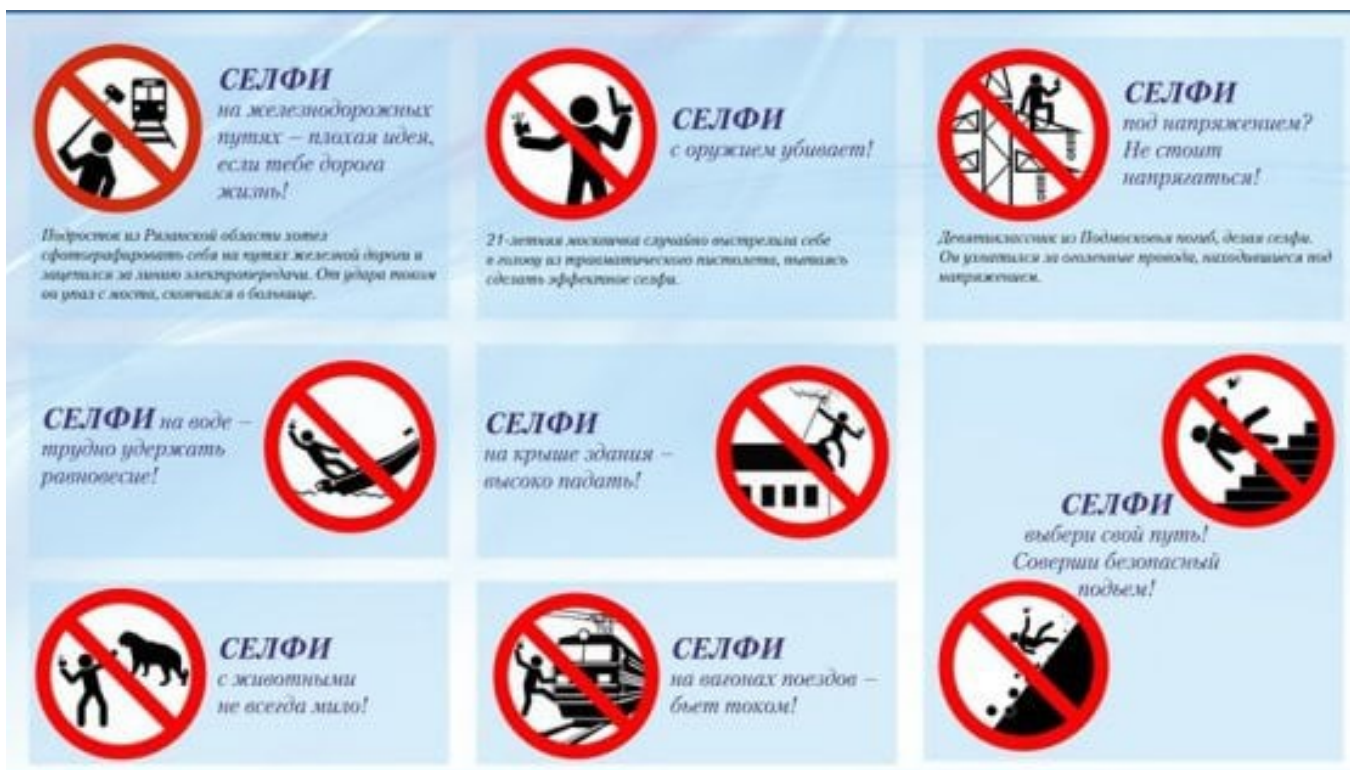 СЕЛФИ
на железнодорожных
путях – плохая идея,
если тебе дорога
жизнь!
Подросток из Рязанской области хотел
сфотографировать себя на путях железной дороги и
зацепился за линию электропередачи. От удара током
он упал с моста, скончался в больнице.
СЕЛФИ
с оружием убивает!
21-летняя москвичка случайно выстрелила себе
в голову из травматического пистолета, пытаясь
сделать эффектное селфи.
СЕЛФИ
под напряжением?
Не стоит
напрягаться!
Девятиклассник из Подмосковья погиб, делая селфи.
Он ухватился за оголенные провода, находившиеся под
напряжением.
СЕЛФИ на воде –
трудно удержать
равновесие!
СЕЛФИ
на крыше здания –
высоко падать!
СЕЛФИ
выбери свой путь!
Соверши безопасный
подъем!
СЕЛФИ
с животными
не всегда мило!
СЕЛФИ
на вагонах поездов –
бьет током!